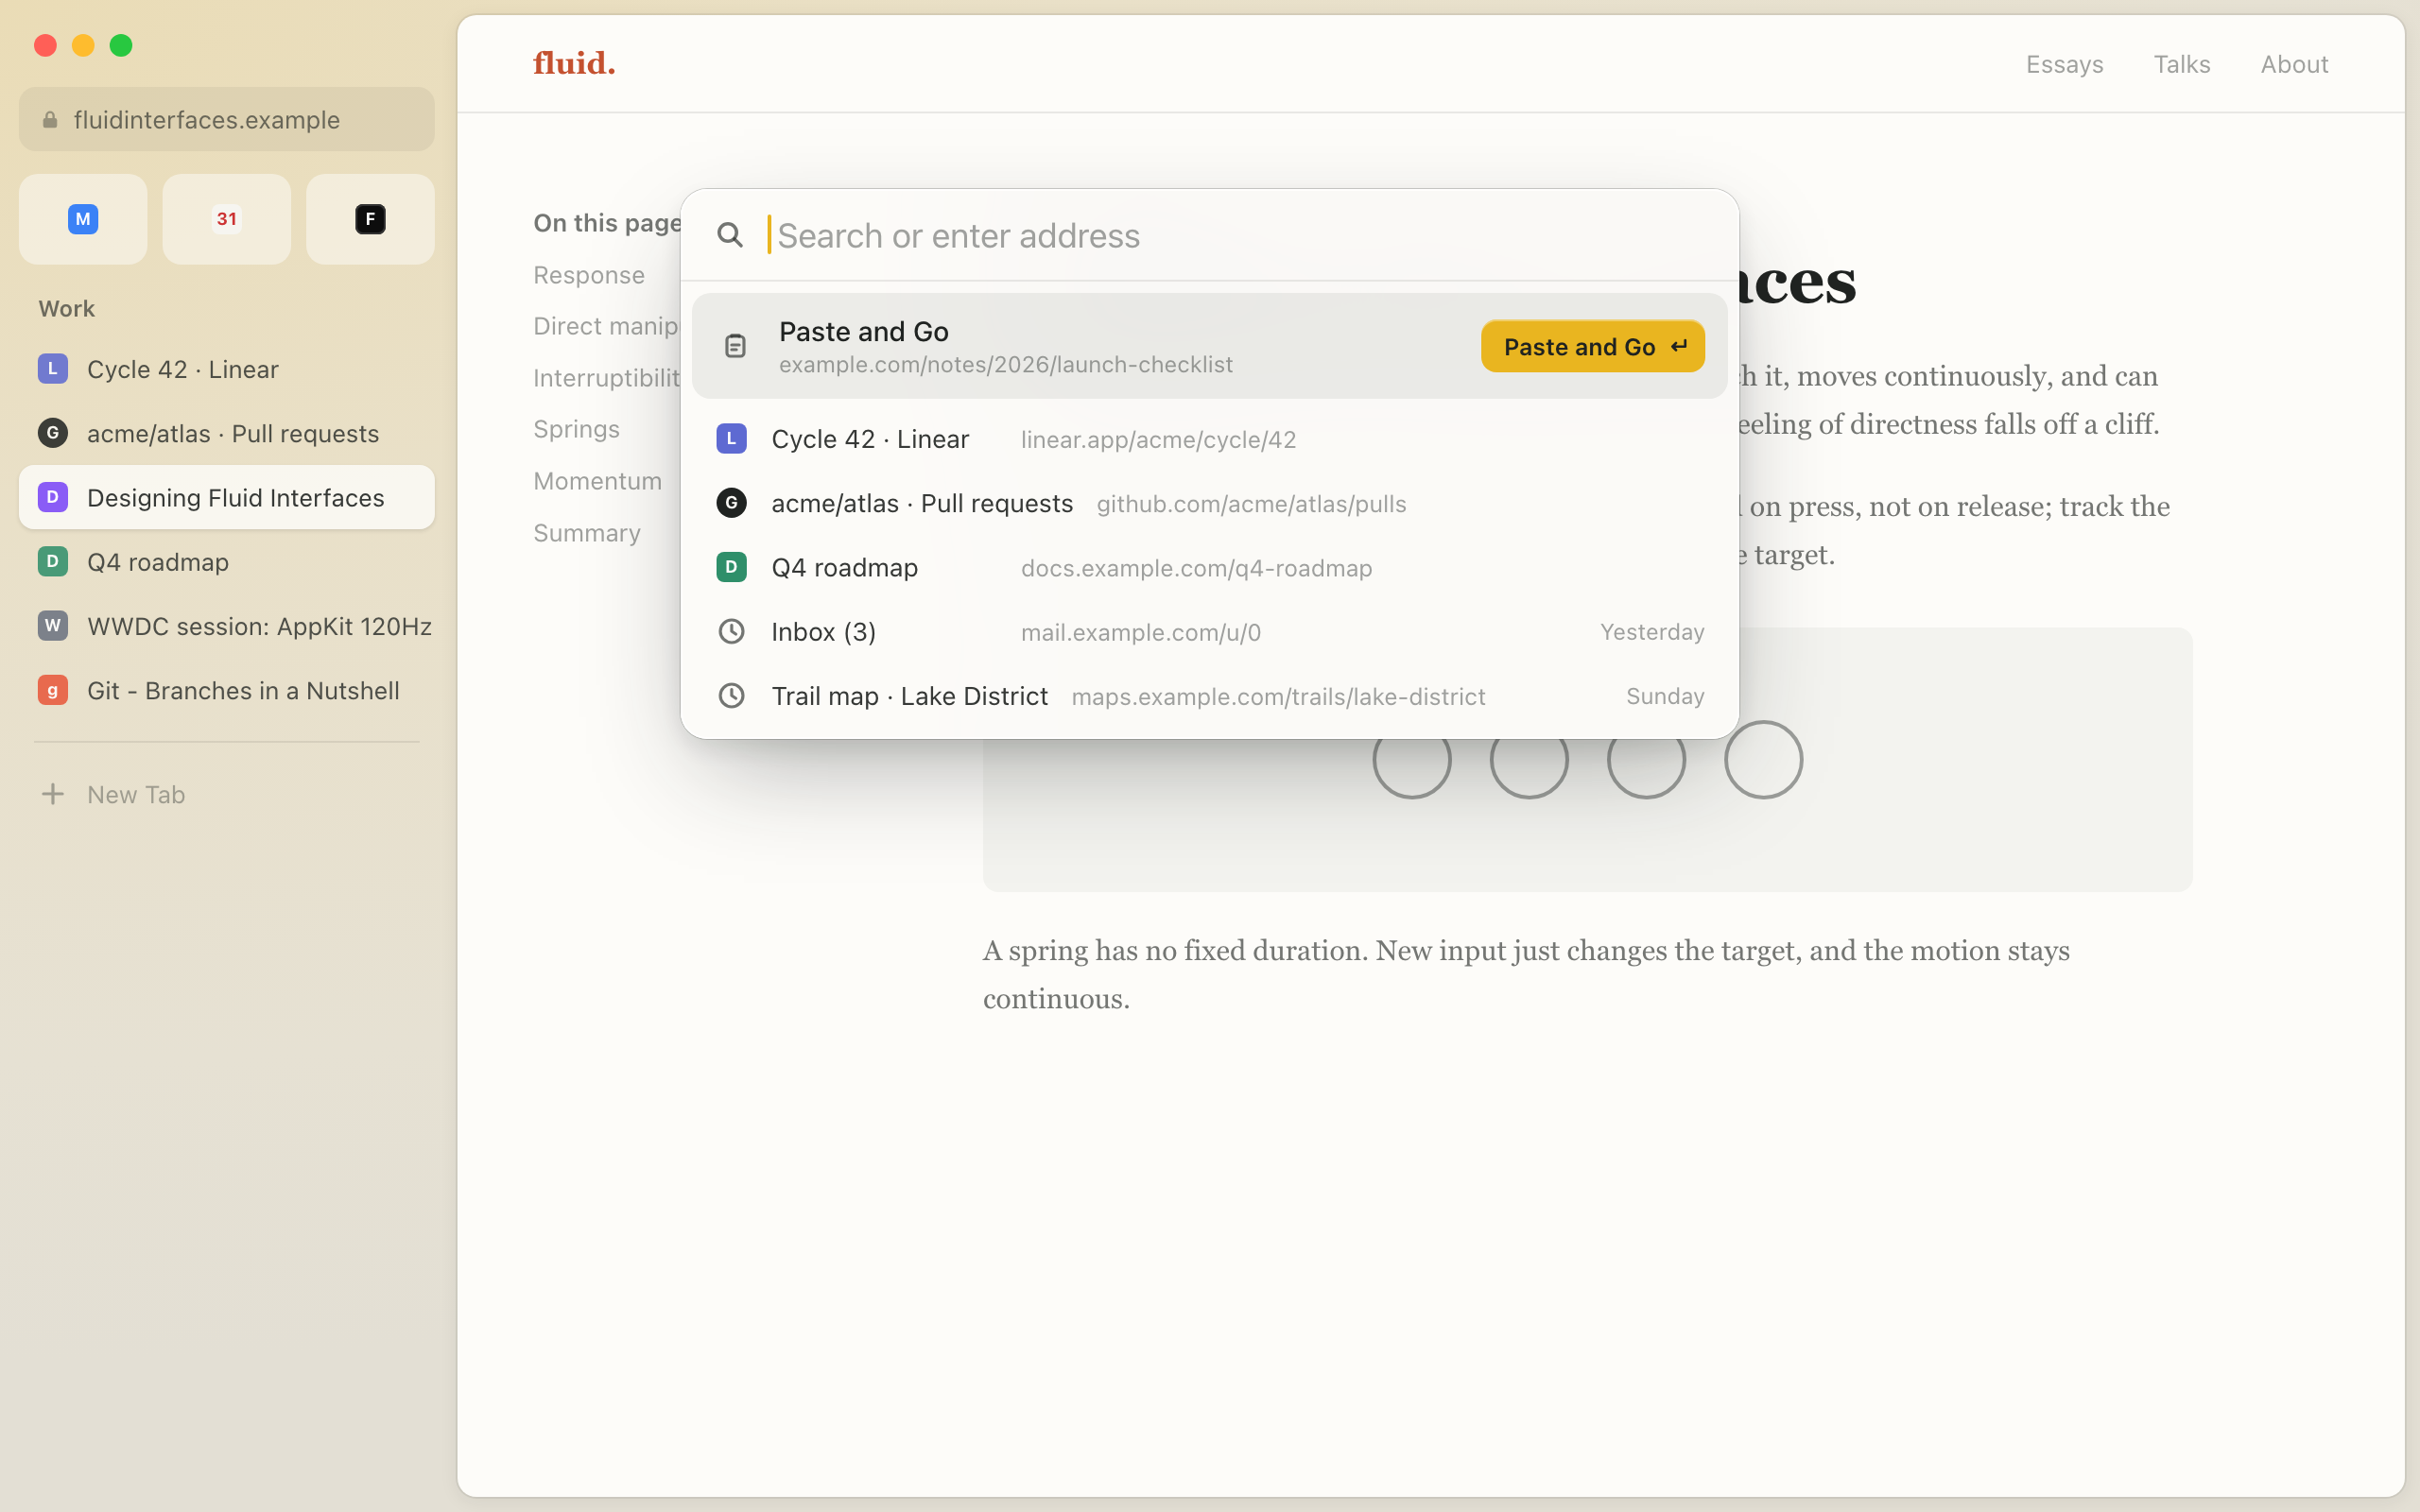 fluidinterfaces.example
M
31
F
Work
L Cycle 42 · Linear
G acme/atlas · Pull requests
D Designing Fluid Interfaces
D Q4 roadmap
W WWDC session: AppKit 120Hz
g Git - Branches in a Nutshell
New Tab
fluid.
Essays Talks About
On this page
Response
Direct manip
Interruptibilit
Springs
Momentum
Summary
Search or enter address
Paste and Go
example.com/notes/2026/launch-checklist
Paste and Go ↵
L Cycle 42 · Linear linear.app/acme/cycle/42
G acme/atlas · Pull requests github.com/acme/atlas/pulls
D Q4 roadmap docs.example.com/q4-roadmap
Inbox (3) mail.example.com/u/0 Yesterday
Trail map · Lake District maps.example.com/trails/lake-district Sunday
aces
h it, moves continuously, and can
eeling of directness falls off a cliff.
on press, not on release; track the
e target.
A spring has no fixed duration. New input just changes the target, and the motion stays
continuous.